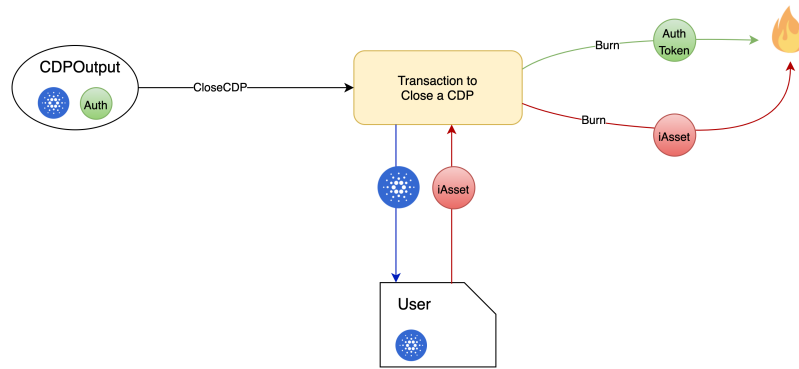 CDPOutput
Auth
CloseCDP
Transaction to
Close a CDP
Burn
Auth
Token
Burn
iAsset
iAsset
User